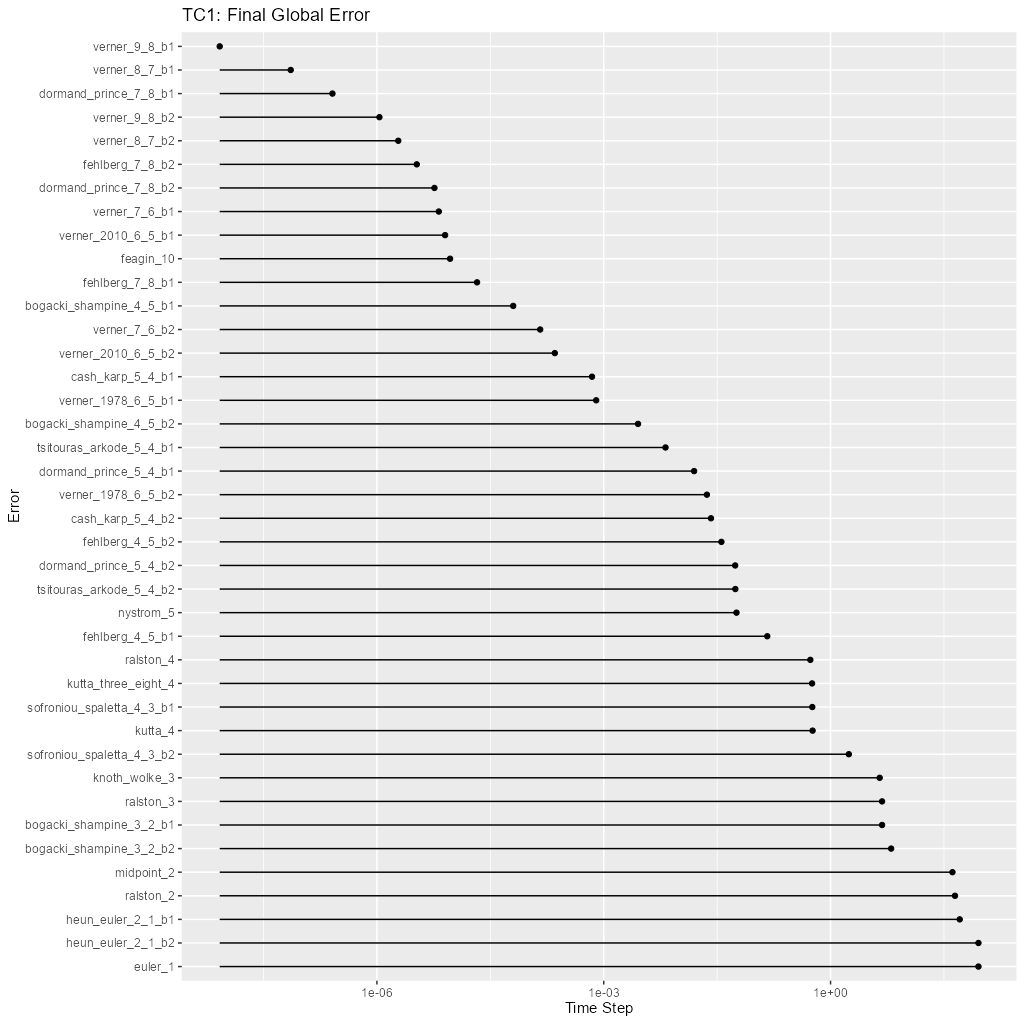 TC1: Final Global Error
verner_9_8_b1
verner_8_7_b1
dormand_prince_7_8_b1
verner_9_8_b2
verner_8_7_b2
fehlberg_7_8_b2
dormand_prince_7_8_b2
verner_7_6_b1
verner_2010_6_5_b1
feagin_10
fehlberg_7_8_b1
bogacki_shampine_4_5_b1
verner_7_6_b2
verner_2010_6_5_b2
cash_karp_5_4_b1
verner_1978_6_5_b1
bogacki_shampine_4_5_b2
tsitouras_arkode_5_4_b1
dormand_prince_5_4_b1
verner_1978_6_5_b2
cash_karp_5_4_b2
fehlberg_4_5_b2
dormand_prince_5_4_b2
tsitouras_arkode_5_4_b2
nystrom_5
fehlberg_4_5_b1
ralston_4
kutta_three_eight_4
sofroniou_spaletta_4_3_b1
kutta_4
sofroniou_spaletta_4_3_b2
knoth_wolke_3
ralston_3
bogacki_shampine_3_2_b1
bogacki_shampine_3_2_b2
midpoint_2
ralston_2
heun_euler_2_1_b1
heun_euler_2_1_b2
euler_1
Error
1e-06 1e-03 1e+00
Time Step